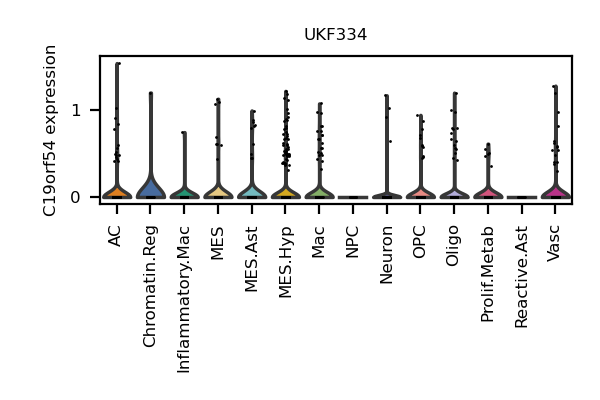 UKF334
C19orf54 expression
1
0
AC
Chromatin.Reg
Inflammatory.Mac
MES
MES.Ast
MES.Hyp
Mac
NPC
Neuron
OPC
Oligo
Prolif.Metab
Reactive.Ast
Vasc